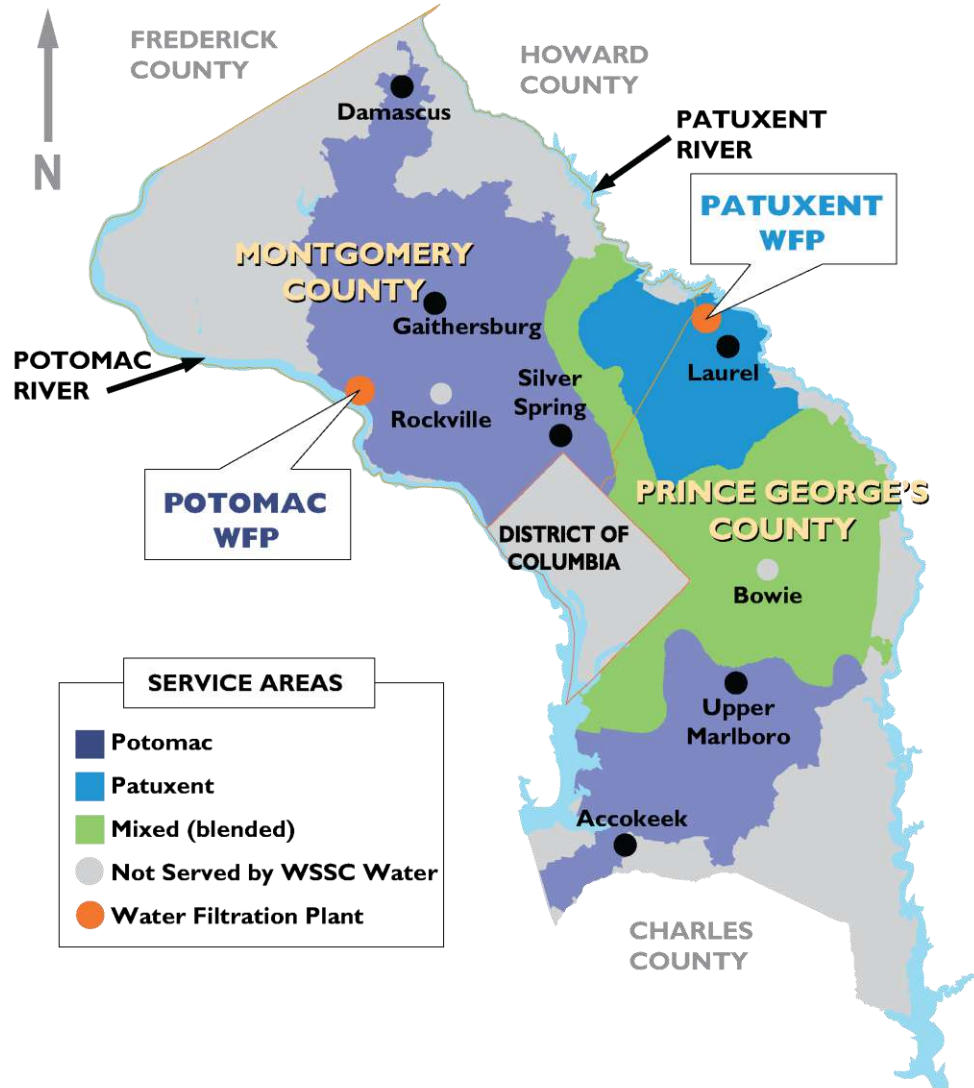 FREDERICK
COUNTY
HOWARD
COUNTY
N
Damascus
PATUXENT
RIVER
PATUXENT
WFP
MONTGOMERY
COUNTY
Gaithersburg
POTOMAC
RIVER
Laurel
Silver
Spring
Rockville
POTOMAC
WFP
PRINCE GEORGE'S
COUNTY
DISTRICT OF
COLUMBIA
Bowie
SERVICE AREAS
Potomac
Patuxent
Mixed (blended)
Not Served by WSSC Water
Water Filtration Plant
Upper
Marlboro
Accokeek
CHARLES
COUNTY